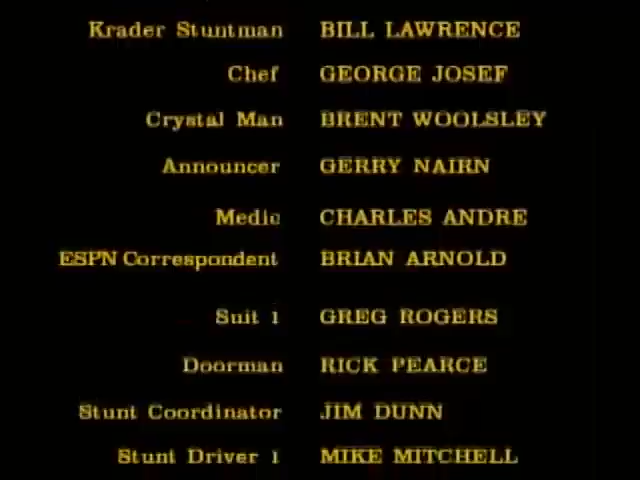 Krader Stuntman BILL LAWRENCE
Chef GEORGE JOSEF
Crystal Man BRENT WOOLSLEY
Announcer GERRY NAIRN
Medic CHARLES ANDRE
ESPN Correspondent BRIAN ARNOLD
Suit 1 GREG ROGERS
Doorman RICK PEARCE
Stunt Coordinator JIM DUNN
Stunt Driver 1 MIKE MITCHELL